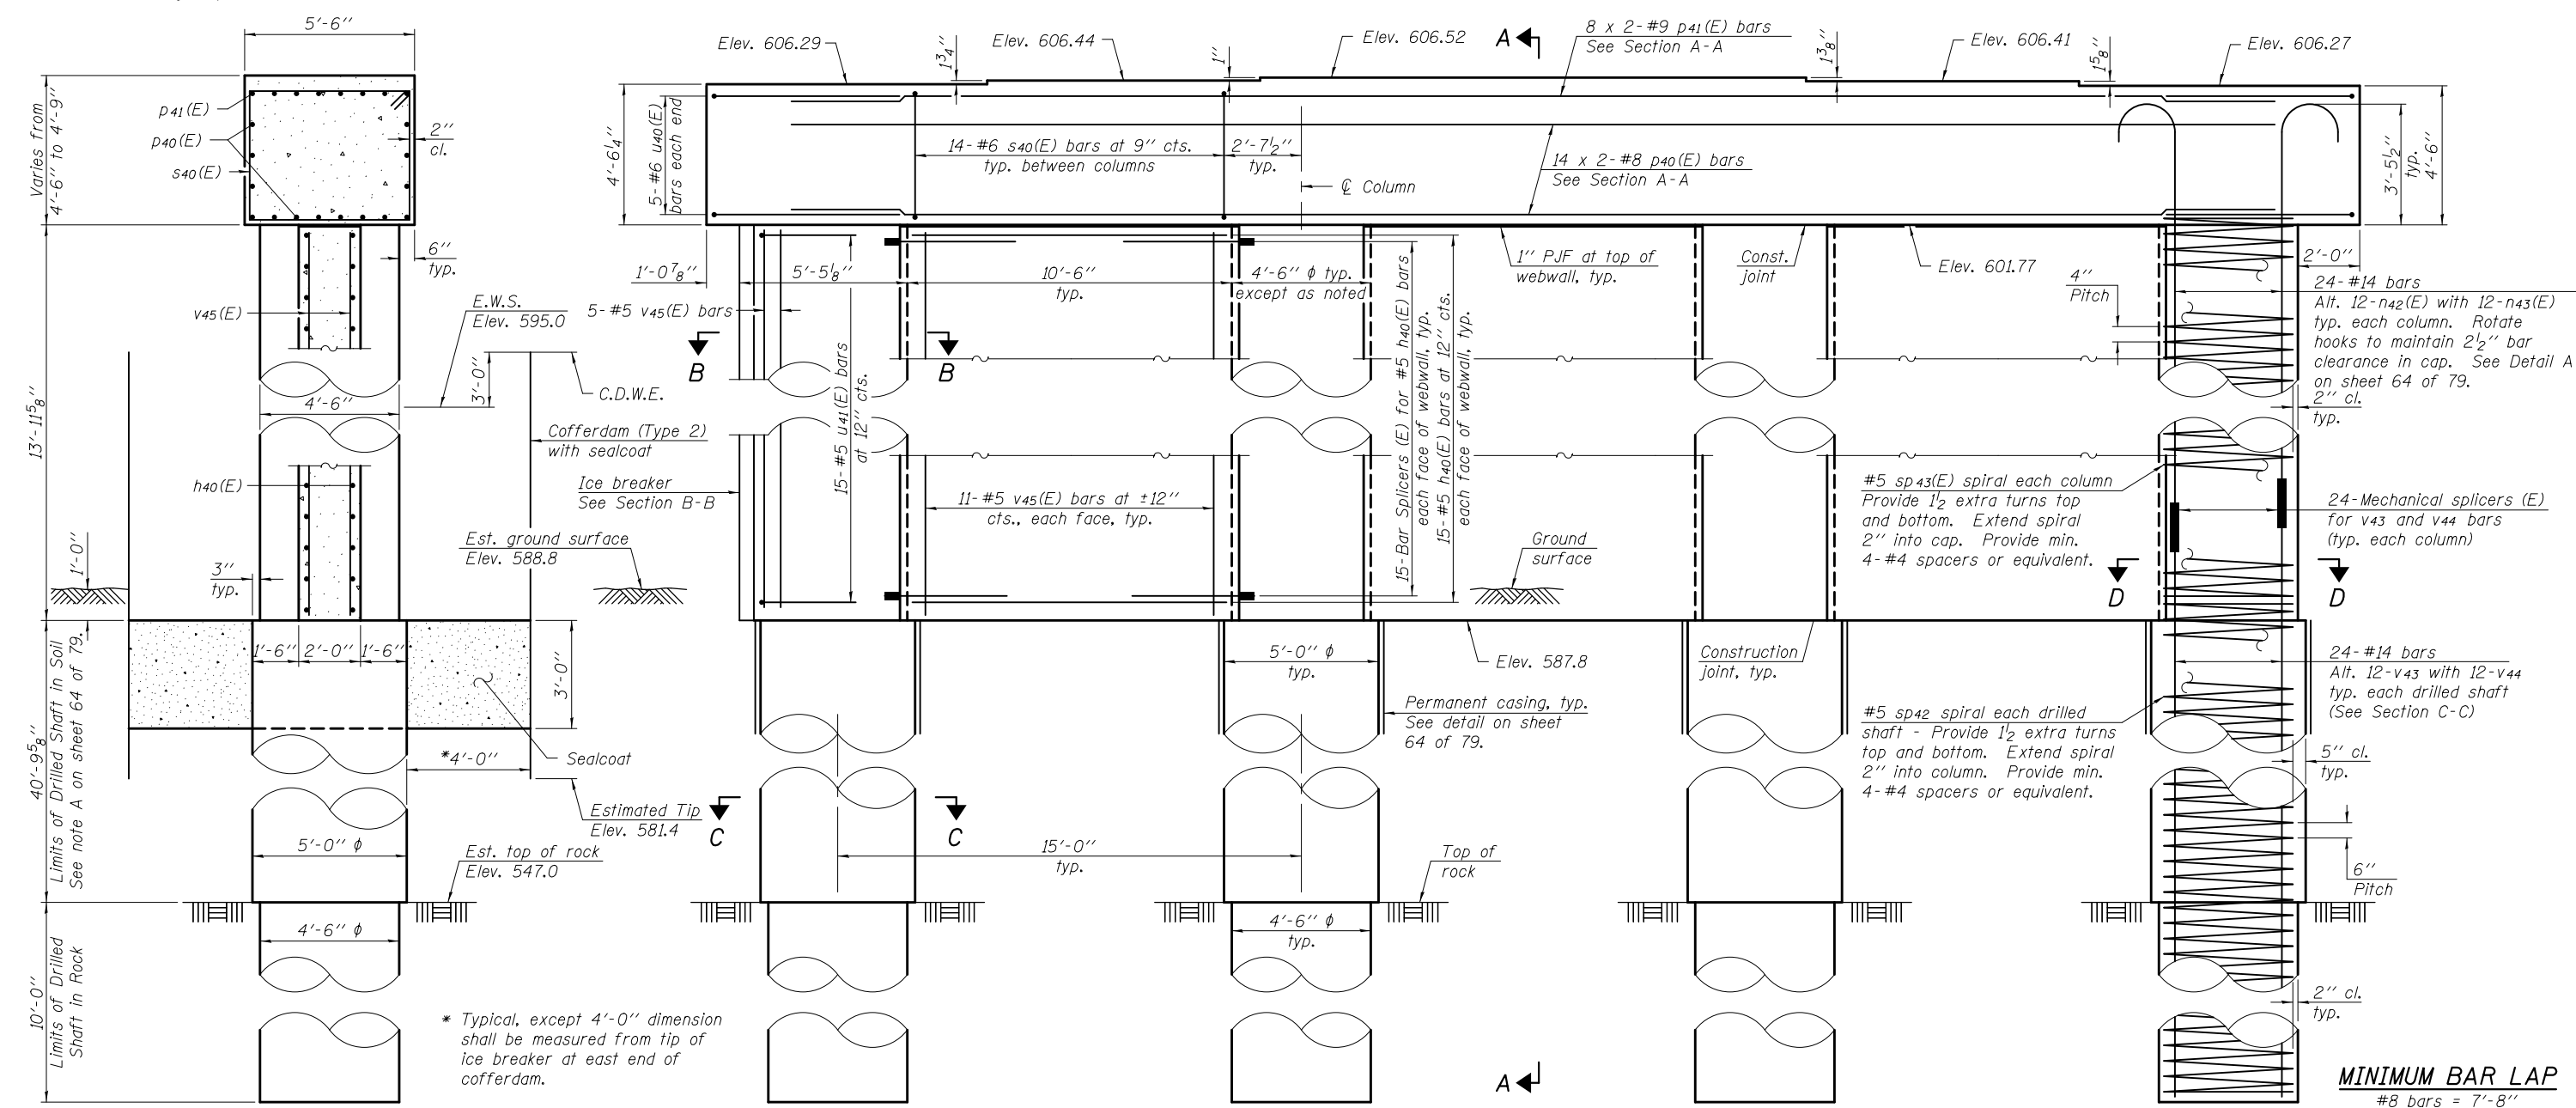 5'-6"
Varies from
4'-6" to 4'-9"
p41(E)
p40(E)
s40(E)
2"
cl.
6"
typ.
13'-11 5/8"
v45(E)
E.W.S.
Elev. 595.0
3'-0"
C.D.W.E.
4'-6"
Cofferdam (Type 2)
with sealcoat
h40(E)
Ice breaker
See Section B-B
Est. ground surface
Elev. 588.8
1'-0"
3"
typ.
1'-6"
2'-0"
1'-6"
3'-0"
40'-9 5/8"
Limits of Drilled Shaft in Soil
See note A on sheet 64 of 79.
Sealcoat
*4'-0"
Estimated Tip
Elev. 581.4
5'-0" ϕ
Est. top of rock
Elev. 547.0
4'-6" ϕ
10'-0"
Limits of Drilled
Shaft in Rock
* Typical, except 4'-0" dimension
shall be measured from tip of
ice breaker at east end of
cofferdam.
Elev. 606.29
1 3/4"
Elev. 606.44
1"
Elev. 606.52
A
8 x 2-#9 p41(E) bars
See Section A-A
1 3/8"
Elev. 606.41
1 5/8"
Elev. 606.27
4'-6 1/4"
5-#6 u40(E)
bars each end
14-#6 s40(E) bars at 9" cts.
typ. between columns
2'-7 1/2"
typ.
℄ Column
14 x 2-#8 p40(E) bars
See Section A-A
3'-5 1/2"
typ.
4'-6"
1'-0 7/8"
5'-5 1/8"
10'-6"
typ.
4'-6" ϕ typ.
except as noted
1" PJF at top of
webwall, typ.
Const.
joint
Elev. 601.77
4"
Pitch
2'-0"
24-#14 bars
Alt. 12-n42(E) with 12-n43(E)
typ. each column. Rotate
hooks to maintain 2 1/2" bar
clearance in cap. See Detail A
on sheet 64 of 79.
2" cl.
typ.
5-#5 v45(E) bars
B
B
15-#5 u41(E) bars
at 12" cts.
15-Bar Splicers (E) for #5 h40(E) bars
each face of webwall, typ.
15-#5 h40(E) bars at 12" cts.
each face of webwall, typ.
11-#5 v45(E) bars at ±12"
cts., each face, typ.
#5 sp43(E) spiral each column
Provide 1 1/2 extra turns top
and bottom. Extend spiral
2" into cap. Provide min.
4-#4 spacers or equivalent.
24-Mechanical splicers (E)
for v43 and v44 bars
(typ. each column)
Ground
surface
D
D
5'-0" ϕ
typ.
Elev. 587.8
Construction
joint, typ.
Permanent casing, typ.
See detail on sheet
64 of 79.
24-#14 bars
Alt. 12-v43 with 12-v44
typ. each drilled shaft
(See Section C-C)
#5 sp42 spiral each drilled
shaft - Provide 1 1/2 extra turns
top and bottom. Extend spiral
2" into column. Provide min.
4-#4 spacers or equivalent.
5" cl.
typ.
C
C
15'-0"
typ.
Top of
rock
6"
Pitch
4'-6" ϕ
typ.
2" cl.
typ.
A
MINIMUM BAR LAP
#8 bars = 7'-8"